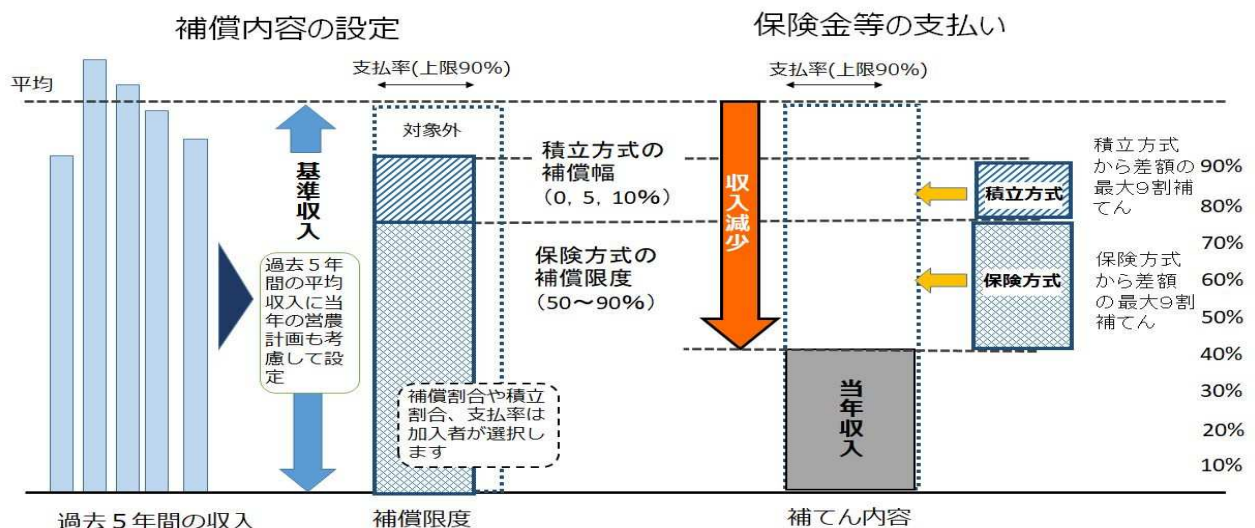 補償内容の設定
平均
支払率(上限90%)
対象外
積立方式の
補償幅
(0, 5, 10%)
基準収入
過去5年
間の平均
収入に当
年の営農
計画も考
慮して設
定
保険方式の
補償限度
(50～90%)
補償割合や積立
割合、支払率は
加入者が選択し
ます
過去5年間の収入
補償限度
保険金等の支払い
支払率(上限90%)
収入減少
積立方式
保険方式
当年収入
補てん内容
積立方式
から差額の
最大9割補
てん
保険方式
から差額
の最大9割
補てん
90%
80%
70%
60%
50%
40%
30%
20%
10%